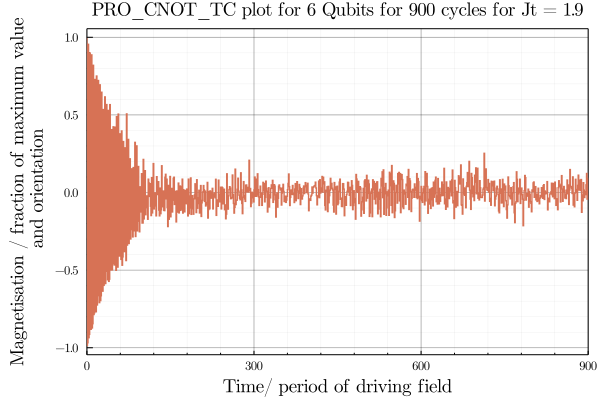 PRO_CNOT_TC plot for 6 Qubits for 900 cycles for Jt = 1.9
Magnetisation / fraction of maximum value
and orientation
1.0
0.5
0.0
−0.5
−1.0
0
300
600
900
Time/ period of driving field